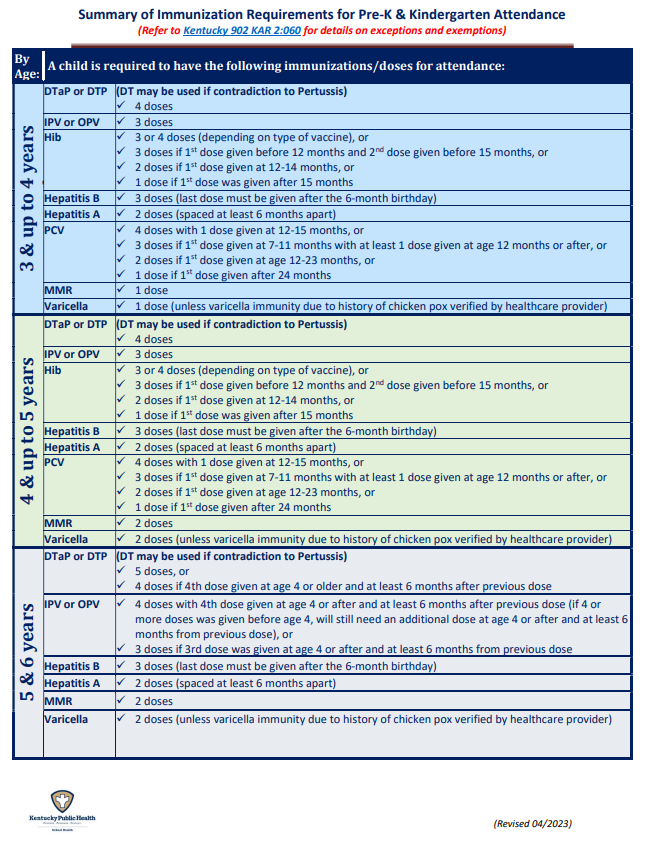 Summary of Immunization Requirements for Pre-K & Kindergarten Attendance
(Refer to Kentucky 902 KAR 2:060 for details on exceptions and exemptions)
By Age: A child is required to have the following immunizations/doses for attendance:
3 & up to 4 years
DTaP or DTP (DT may be used if contradiction to Pertussis)
✓ 4 doses
IPV or OPV ✓ 3 doses
Hib ✓ 3 or 4 doses (depending on type of vaccine), or
✓ 3 doses if 1st dose given before 12 months and 2nd dose given before 15 months, or
✓ 2 doses if 1st dose given at 12-14 months, or
✓ 1 dose if 1st dose was given after 15 months
Hepatitis B ✓ 3 doses (last dose must be given after the 6-month birthday)
Hepatitis A ✓ 2 doses (spaced at least 6 months apart)
PCV ✓ 4 doses with 1 dose given at 12-15 months, or
✓ 3 doses if 1st dose given at 7-11 months with at least 1 dose given at age 12 months or after, or
✓ 2 doses if 1st dose given at age 12-23 months, or
✓ 1 dose if 1st dose given after 24 months
MMR ✓ 1 dose
Varicella ✓ 1 dose (unless varicella immunity due to history of chicken pox verified by healthcare provider)
4 & up to 5 years
DTaP or DTP (DT may be used if contradiction to Pertussis)
✓ 4 doses
IPV or OPV ✓ 3 doses
Hib ✓ 3 or 4 doses (depending on type of vaccine), or
✓ 3 doses if 1st dose given before 12 months and 2nd dose given before 15 months, or
✓ 2 doses if 1st dose given at 12-14 months, or
✓ 1 dose if 1st dose was given after 15 months
Hepatitis B ✓ 3 doses (last dose must be given after the 6-month birthday)
Hepatitis A ✓ 2 doses (spaced at least 6 months apart)
PCV ✓ 4 doses with 1 dose given at 12-15 months, or
✓ 3 doses if 1st dose given at 7-11 months with at least 1 dose given at age 12 months or after, or
✓ 2 doses if 1st dose given at age 12-23 months, or
✓ 1 dose if 1st dose given after 24 months
MMR ✓ 2 doses
Varicella ✓ 2 doses (unless varicella immunity due to history of chicken pox verified by healthcare provider)
5 & 6 years
DTaP or DTP (DT may be used if contradiction to Pertussis)
✓ 5 doses, or
✓ 4 doses if 4th dose given at age 4 or older and at least 6 months after previous dose
IPV or OPV ✓ 4 doses with 4th dose given at age 4 or after and at least 6 months after previous dose (if 4 or
more doses was given before age 4, will still need an additional dose at age 4 or after and at least 6
months from previous dose), or
✓ 3 doses if 3rd dose was given at age 4 or after and at least 6 months from previous dose
Hepatitis B ✓ 3 doses (last dose must be given after the 6-month birthday)
Hepatitis A ✓ 2 doses (spaced at least 6 months apart)
MMR ✓ 2 doses
Varicella ✓ 2 doses (unless varicella immunity due to history of chicken pox verified by healthcare provider)
Kentucky Public Health
School Health
(Revised 04/2023)